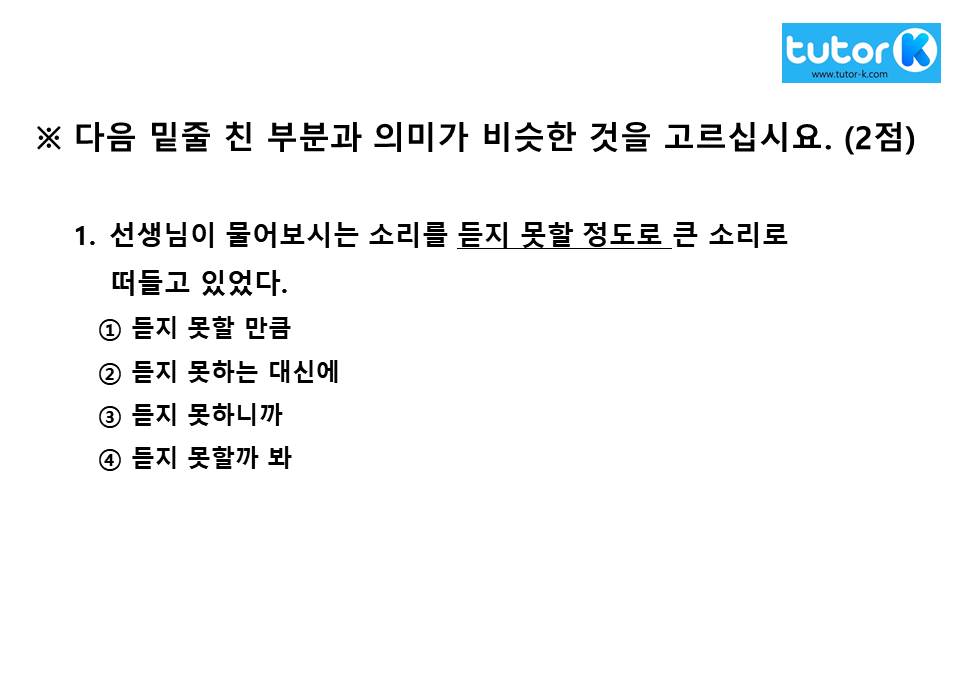 tutor K
www.tutor-k.com
※ 다음 밑줄 친 부분과 의미가 비슷한 것을 고르십시요. (2점)
1. 선생님이 물어보시는 소리를 듣지 못할 정도로 큰 소리로
떠들고 있었다.
① 듣지 못할 만큼
② 듣지 못하는 대신에
③ 듣지 못하니까
④ 듣지 못할까 봐